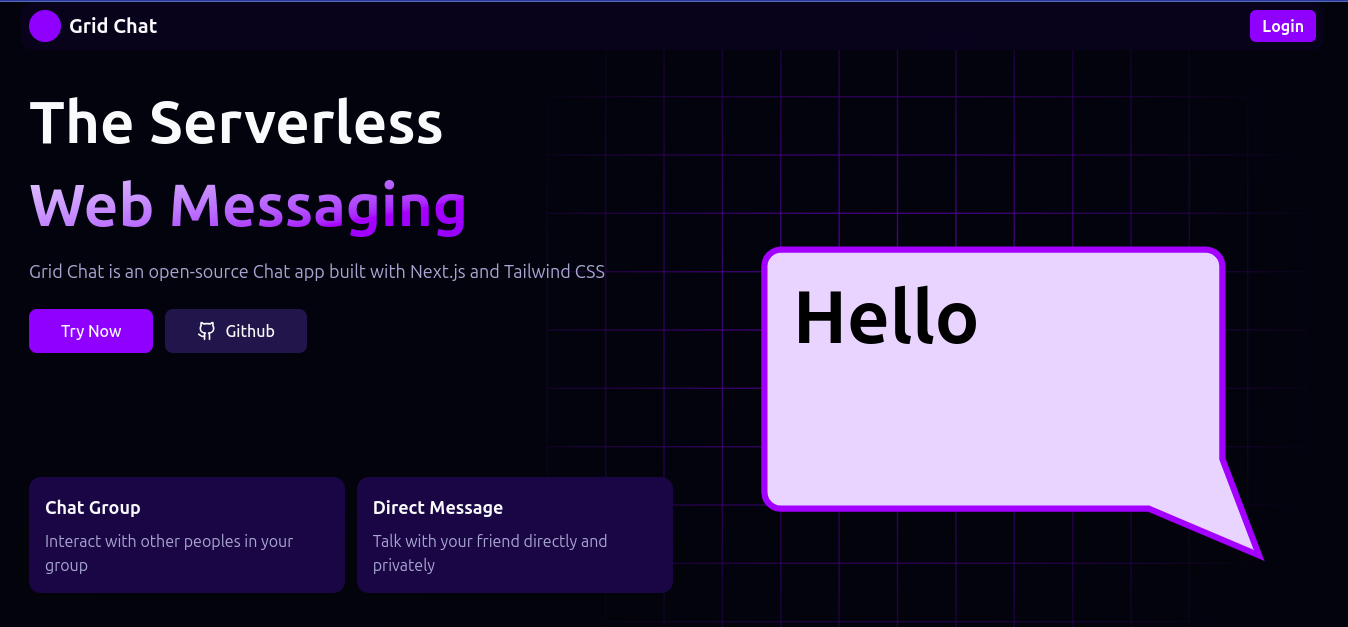 Grid Chat
Login
The Serverless
Web Messaging
Grid Chat is an open-source Chat app built with Next.js and Tailwind CSS
Try Now
Github
Hello
Chat Group
Interact with other peoples in your
group
Direct Message
Talk with your friend directly and
privately